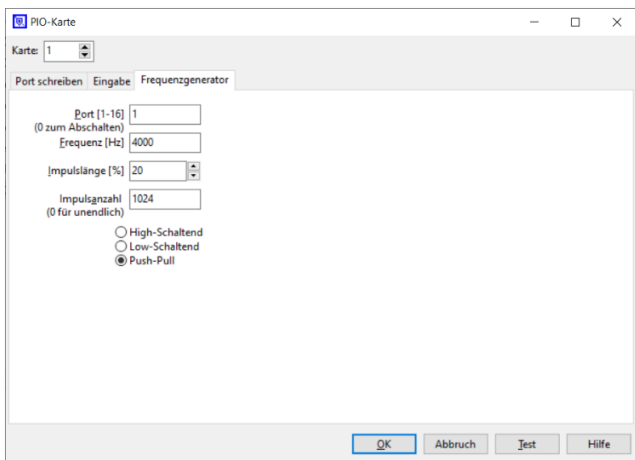 PIO-Karte
Karte: 1
Port schreiben Eingabe Frequenzgenerator
Port [1-16] 1
(0 zum Abschalten)
Frequenz [Hz] 4000
Impulslänge [%] 20
Impulsanzahl 1024
(0 für unendlich)
High-Schaltend
Low-Schaltend
Push-Pull
OK Abbruch Test Hilfe